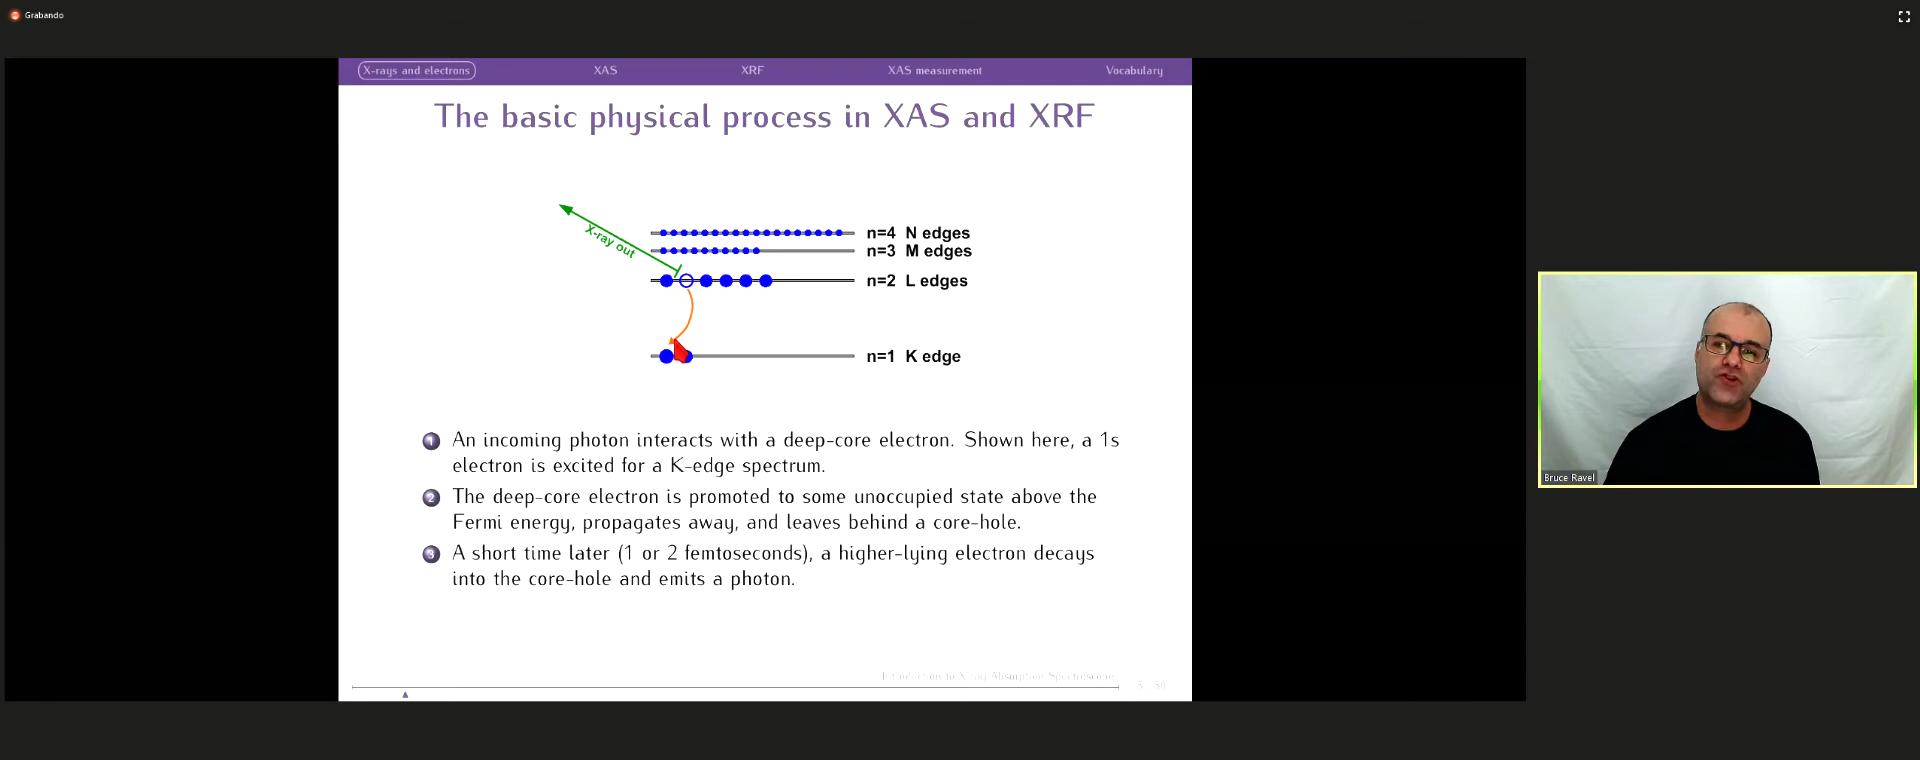 Grabando
X-rays and electrons
XAS
XRF
XAS measurement
Vocabulary
The basic physical process in XAS and XRF
X-ray out
n=4 N edges
n=3 M edges
n=2 L edges
n=1 K edge
1 An incoming photon interacts with a deep-core electron. Shown here, a 1s
electron is excited for a K-edge spectrum.
2 The deep-core electron is promoted to some unoccupied state above the
Fermi energy, propagates away, and leaves behind a core-hole.
3 A short time later (1 or 2 femtoseconds), a higher-lying electron decays
into the core-hole and emits a photon.
Introduction to X-ray Absorption Spectroscopy
Bruce Ravel